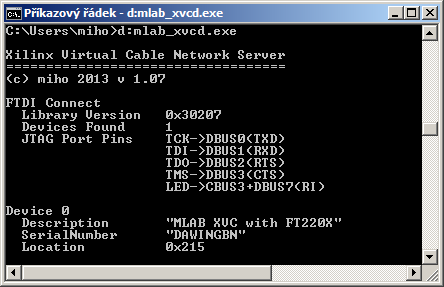 Příkazový řádek - d:mlab_xvcd.exe
C:\Users\miho>d:mlab_xvcd.exe
Xilinx Virtual Cable Network Server
===================================
(c) miho 2013 v 1.07
FTDI Connect
Library Version 0x30207
Devices Found 1
JTAG Port Pins TCK->DBUS0(TXD)
TDI->DBUS1(RXD)
TDO->DBUS2(RTS)
TMS->DBUS3(CTS)
LED->CBUS3+DBUS7(RI)
Device 0
Description "MLAB XVC with FT220X"
SerialNumber "DAWINGBN"
Location 0x215